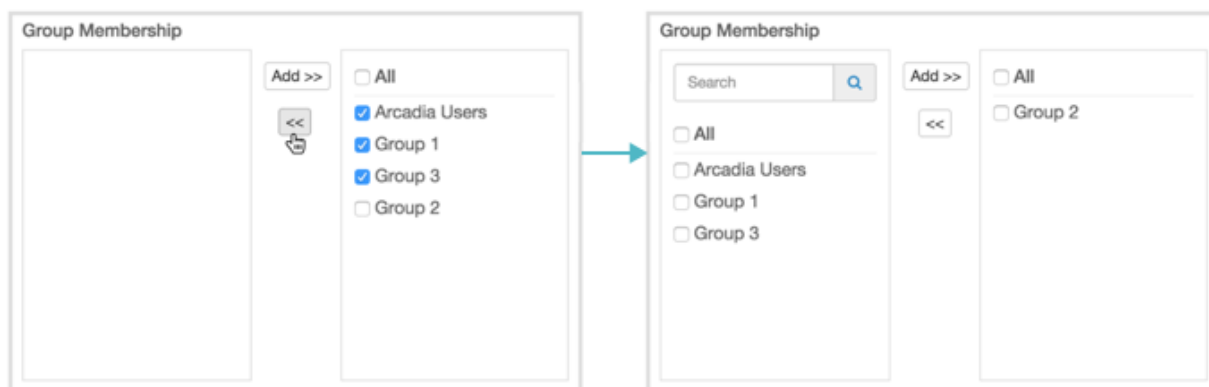 Group Membership
Add >>
<<
All
Arcadia Users
Group 1
Group 3
Group 2
Group Membership
Search
All
Arcadia Users
Group 1
Group 3
Add >>
<<
All
Group 2